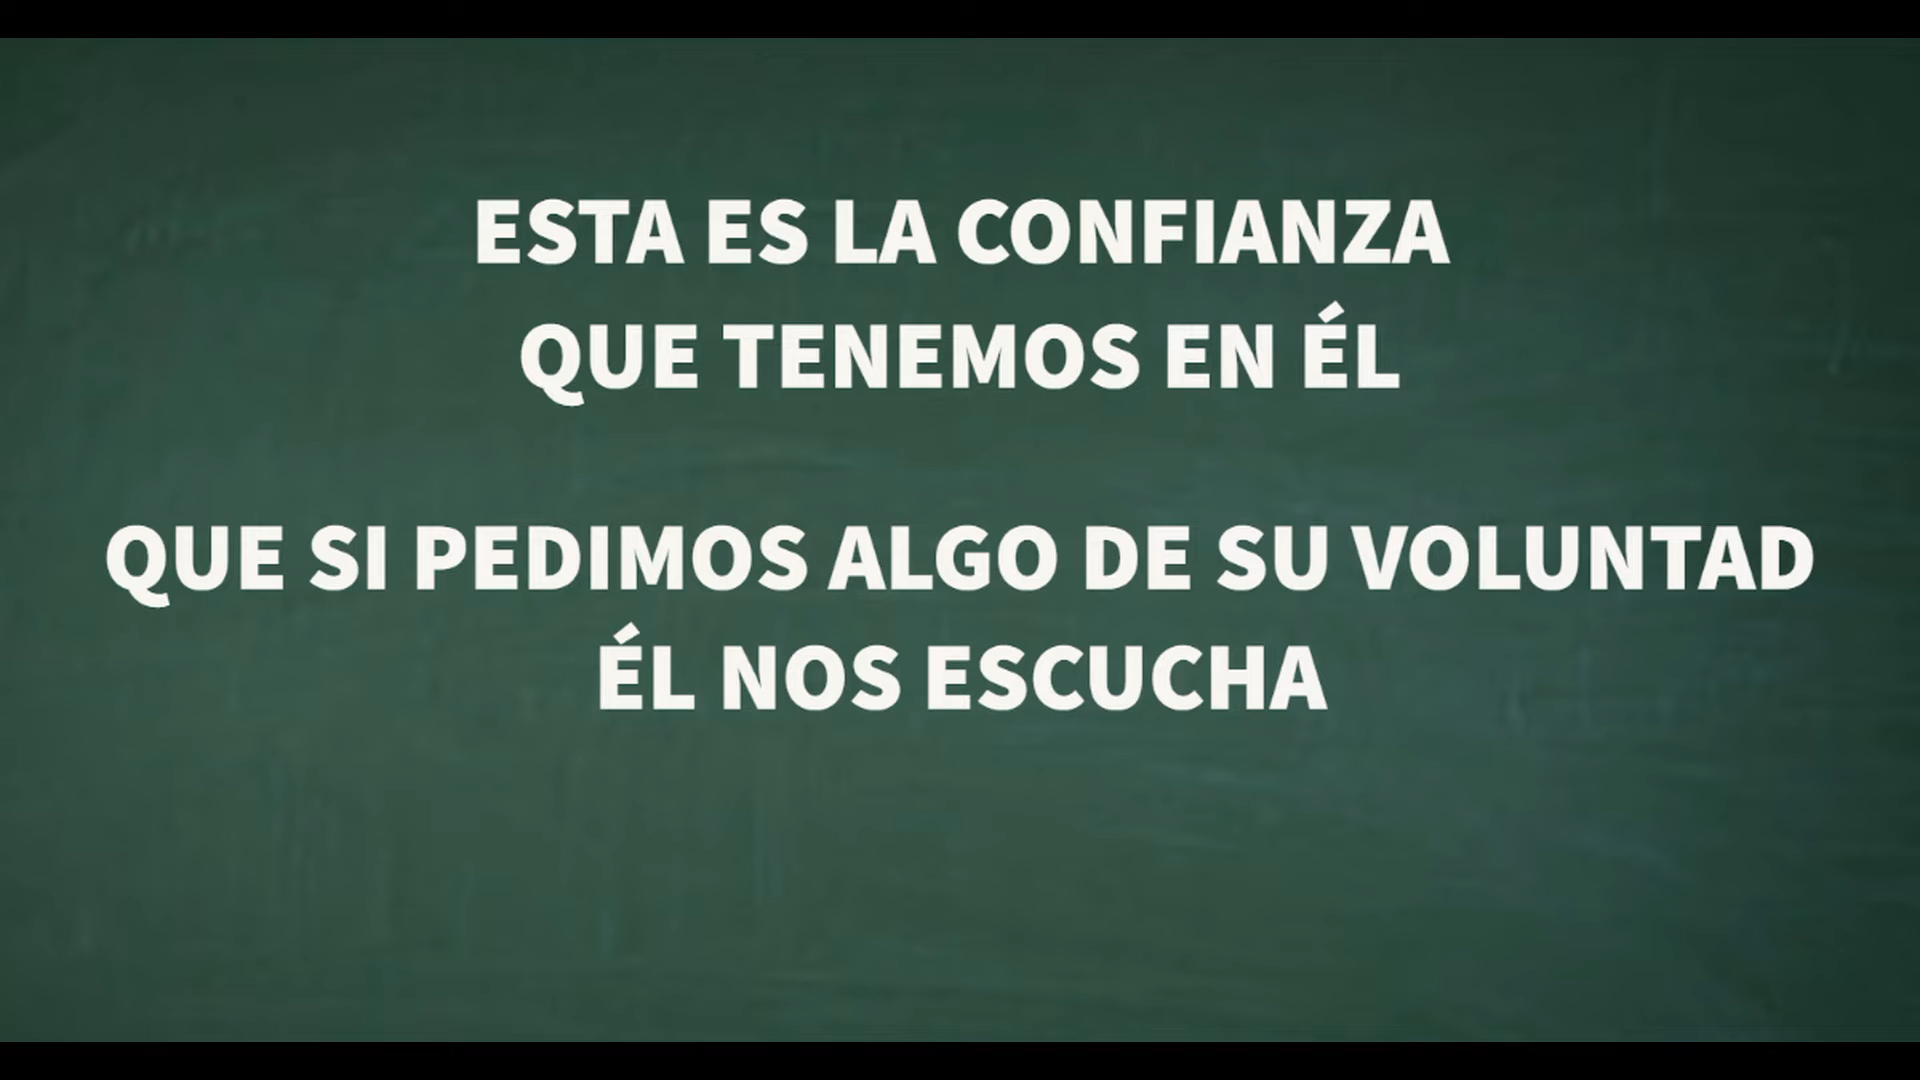 ESTA ES LA CONFIANZA
QUE TENEMOS EN ÉL
QUE SI PEDIMOS ALGO DE SU VOLUNTAD
ÉL NOS ESCUCHA